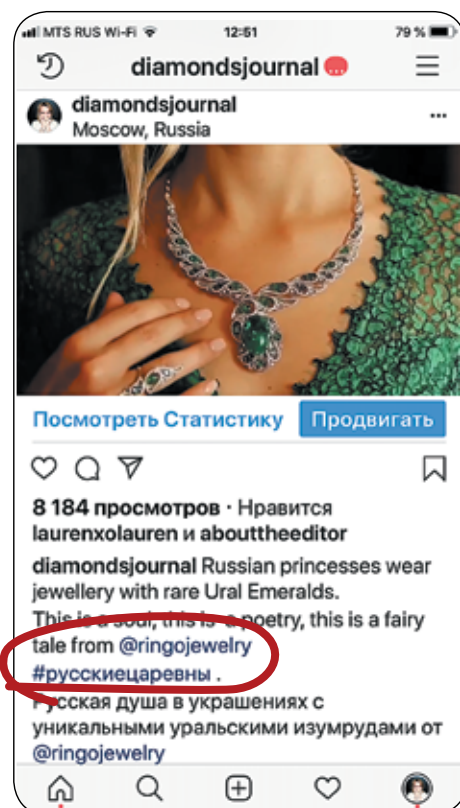 MTS RUS Wi-Fi 12:51 79 %
diamondsjournal
diamondsjournal
Moscow, Russia
Посмотреть Статистику Продвигать
8 184 просмотров · Нравится
laurenxolauren и abouttheeditor
diamondsjournal Russian princesses wear
jewellery with rare Ural Emeralds.
This is a soul, this is a poetry, this is a fairy
tale from @ringojewelry
#русскиецаревны .
Русская душа в украшениях с
уникальными уральскими изумрудами от
@ringojewelry